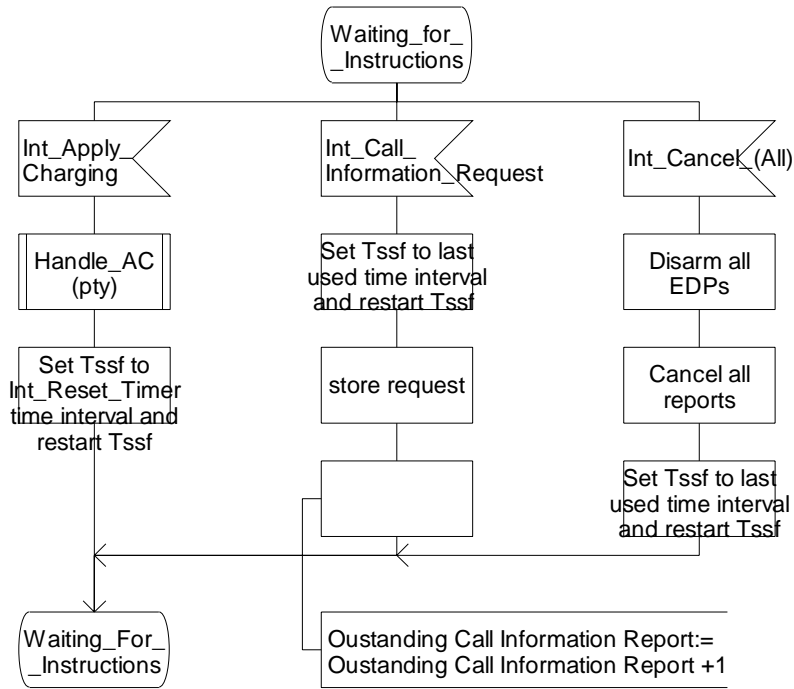 Waiting_for_
_Instructions
Int_Apply_
Charging
Int_Call_
Information_Request
Int_Cancel_(All)
Handle_AC
(pty)
Set Tssf to last
used time interval
and restart Tssf
Disarm all
EDPs
Set Tssf to
Int_Reset_Timer
time interval and
restart Tssf
store request
Cancel all
reports
Set Tssf to last
used time interval
and restart Tssf
Waiting_For_
_Instructions
Oustanding Call Information Report:=
Oustanding Call Information Report +1